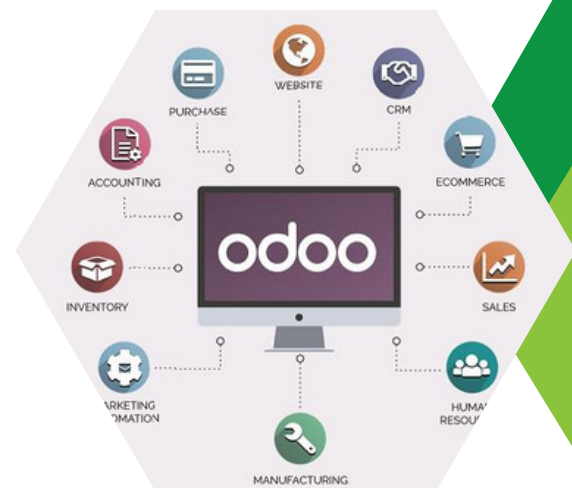 WEBSITE
PURCHASE
CRM
ACCOUNTING
ECOMMERCE
odoo
INVENTORY
SALES
ARKETING
OMATION
HUMA
RESOU
MANUFACTURING